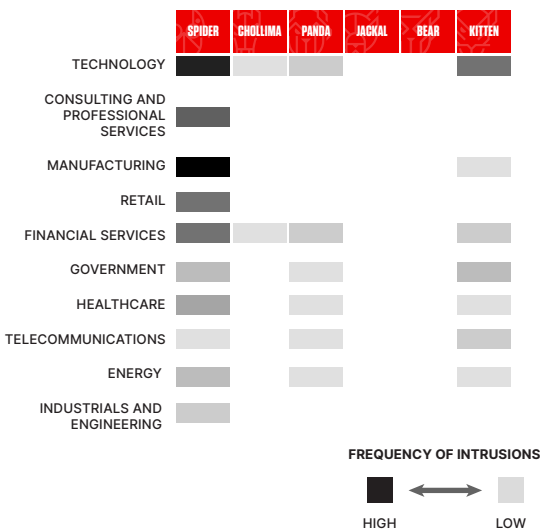 SPIDER CHOLLIMA PANDA JACKAL BEAR KITTEN
TECHNOLOGY
CONSULTING AND
PROFESSIONAL
SERVICES
MANUFACTURING
RETAIL
FINANCIAL SERVICES
GOVERNMENT
HEALTHCARE
TELECOMMUNICATIONS
ENERGY
INDUSTRIALS AND
ENGINEERING
FREQUENCY OF INTRUSIONS
HIGH LOW